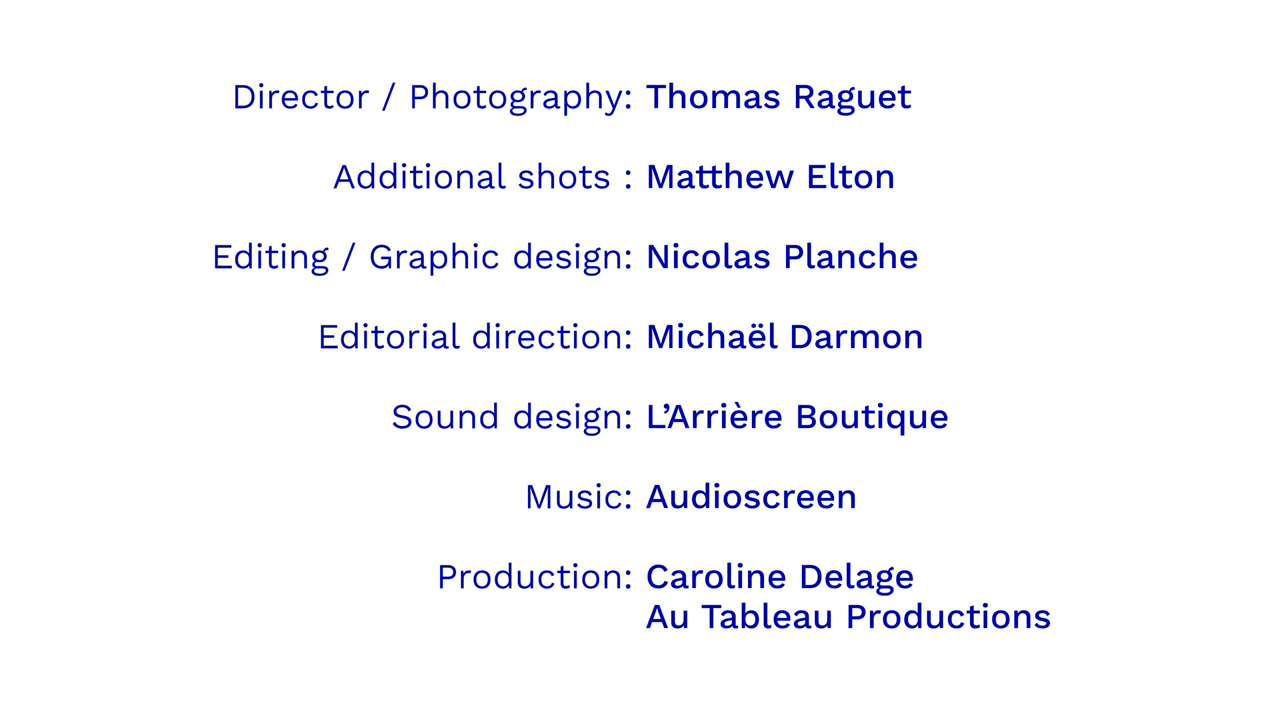 Director / Photography: Thomas Raguet
Additional shots : Matthew Elton
Editing / Graphic design: Nicolas Planche
Editorial direction: Michaël Darmon
Sound design: L’Arrière Boutique
Music: Audioscreen
Production: Caroline Delage
Au Tableau Productions